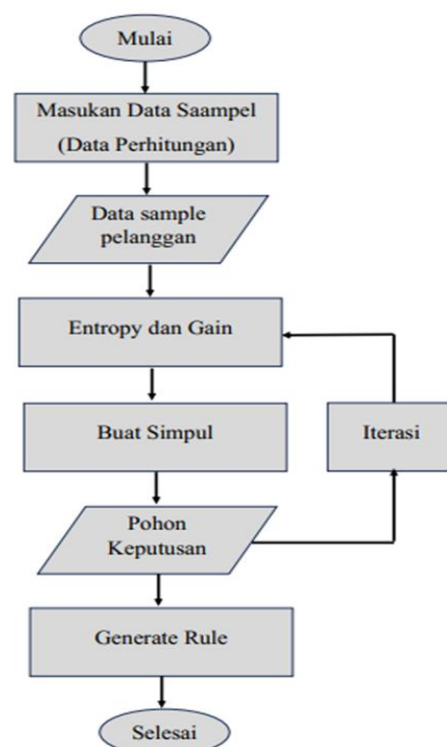 Mulai
Masukan Data Saampel
(Data Perhitungan)
Data sample
pelanggan
Entropy dan Gain
Buat Simpul
Iterasi
Pohon
Keputusan
Generate Rule
Selesai